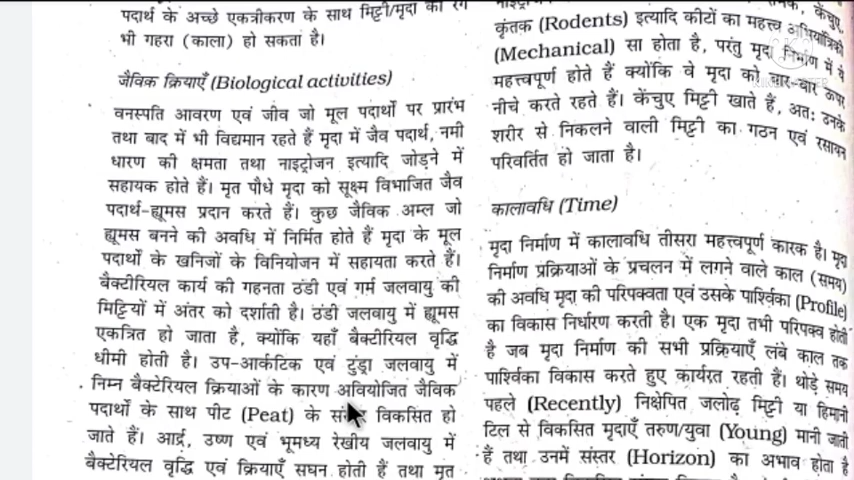 पदार्थ के अच्छे एकत्रीकरण के साथ मिट्टी/मृदा का रंग
भी गहरा (काला) हो सकता है।
जैविक क्रियाएँ (Biological activities)
वनस्पति आवरण एवं जीव जो मूल पदार्थों पर प्रारंभ
तथा बाद में भी विद्यमान रहते हैं मृदा में जैव पदार्थ, नमी
धारण की क्षमता तथा नाइट्रोजन इत्यादि जोड़ने में
सहायक होते हैं। मृत पौधे मृदा को सूक्ष्म विभाजित जैव
पदार्थ-ह्यूमस प्रदान करते हैं। कुछ जैविक अम्ल जो
ह्यूमस बनने की अवधि में निर्मित होते हैं मृदा के मूल
पदार्थों के खनिजों के विनियोजन में सहायता करते हैं।
बैक्टीरियल कार्य की गहनता ठंडी एवं गर्म जलवायु की
मिट्टियों में अंतर को दर्शाती है। ठंडी जलवायु में ह्यूमस
एकत्रित हो जाता है, क्योंकि यहाँ बैक्टीरियल वृद्धि
धीमी होती है। उप-आर्कटिक एवं टुंड्रा जलवायु में
निम्न बैक्टेरियल क्रियाओं के कारण अवियोजित जैविक
पदार्थों के साथ पीट (Peat) के विकसित हो
जाते हैं। आर्द्र, उष्ण एवं भूमध्य रेखीय जलवायु में
बैक्टेरियल वृद्धि एवं क्रियाएँ सघन होती हैं तथा मृत
केंचुए,
कृंतक (Rodents) इत्यादि कीटों का महत्त्व अभियांत्रिकी
(Mechanical) सा होता है, परंतु मृदा निर्माण में ये
महत्त्वपूर्ण होते हैं क्योंकि वे मृदा को बार-बार ऊपर
नीचे करते रहते हैं। केंचुए मिट्टी खाते हैं, अतः उनके
शरीर से निकलने वाली मिट्टी का गठन एवं रसायन
परिवर्तित हो जाता है।
कालावधि (Time)
मृदा निर्माण में कालावधि तीसरा महत्त्वपूर्ण कारक है। मृदा
निर्माण प्रक्रियाओं के प्रचलन में लगने वाले काल (समय)
की अवधि मृदा की परिपक्वता एवं उसके पार्श्विका (Profile)
का विकास निर्धारण करती है। एक मृदा तभी परिपक्व होती
है जब मृदा निर्माण की सभी प्रक्रियाएँ लंबे काल तक
पार्श्विका विकास करते हुए कार्यरत रहती हैं। थोड़े समय
पहले (Recently) निक्षेपित जलोढ़ मिट्टी या हिमानी
टिल से विकसित मृदाएँ तरुण/युवा (Young) मानी जाती
हैं तथा उनमें संस्तर (Horizon) का अभाव होता है